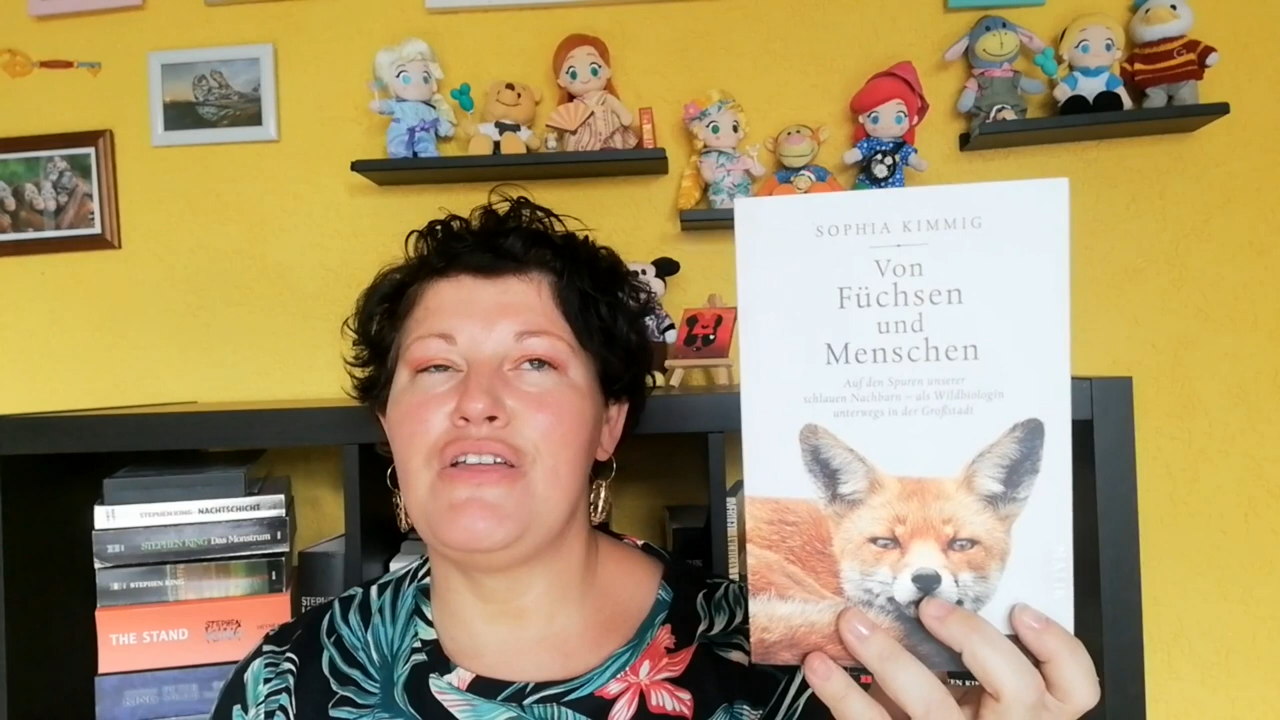 SOPHIA KIMMIG
Von
Füchsen
und
Menschen
Auf den Spuren unserer
schlauen Nachbarn – als Wildbiologin
unterwegs in der Großstadt
STEPHEN KING NACHTSCHICHT
STEPHEN KING Das Monstrum
STEPHEN KING
THE STAND STEPHEN KING
KING